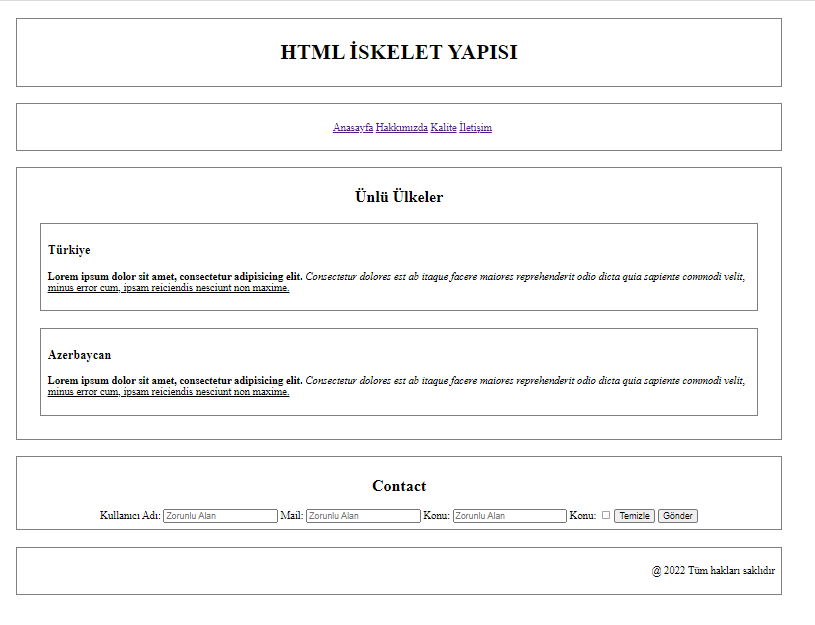 HTML İSKELET YAPISI
Anasayfa Hakkımızda Kalite İletişim
Ünlü Ülkeler
Türkiye
Lorem ipsum dolor sit amet, consectetur adipisicing elit. Consectetur dolores est ab itaque facere maiores reprehenderit odio dicta quia sapiente commodi velit,
minus error cum, ipsam reiciendis nesciunt non maxime.
Azerbaycan
Lorem ipsum dolor sit amet, consectetur adipisicing elit. Consectetur dolores est ab itaque facere maiores reprehenderit odio dicta quia sapiente commodi velit,
minus error cum, ipsam reiciendis nesciunt non maxime.
Contact
Kullanıcı Adı: Zorunlu Alan Mail: Zorunlu Alan Konu: Zorunlu Alan Konu: Temizle Gönder
@ 2022 Tüm hakları saklıdır